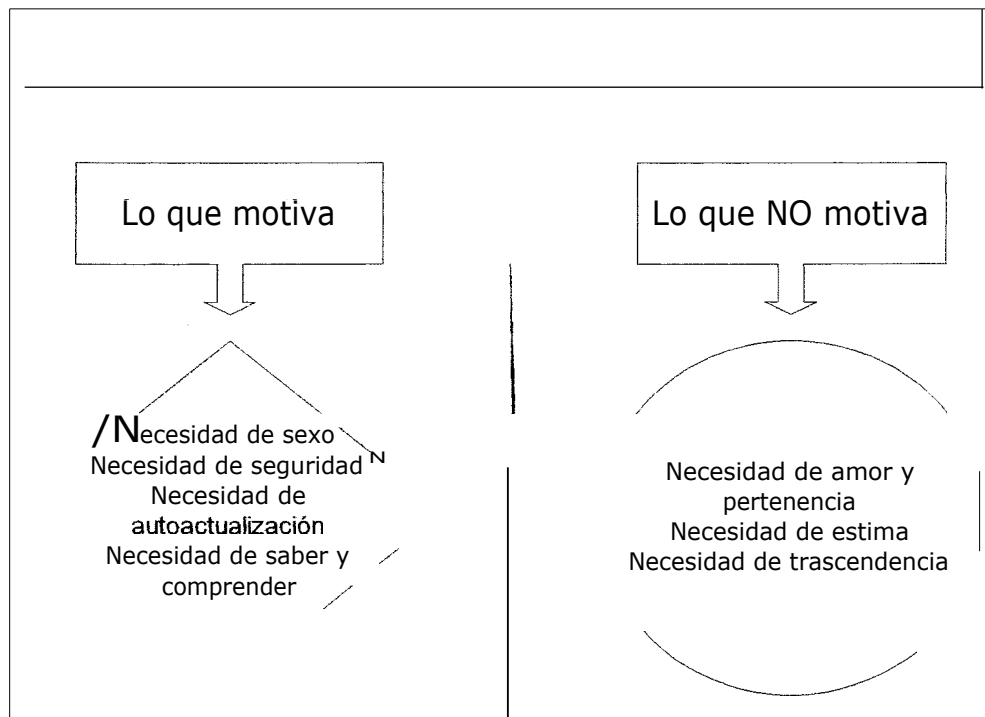 Lo que motiva
/Necesidad de sexo
Necesidad de seguridad N
Necesidad de
autoactualización
Necesidad de saber y
comprender
Lo que NO motiva
Necesidad de amor y
pertenencia
Necesidad de estima
Necesidad de trascendencia